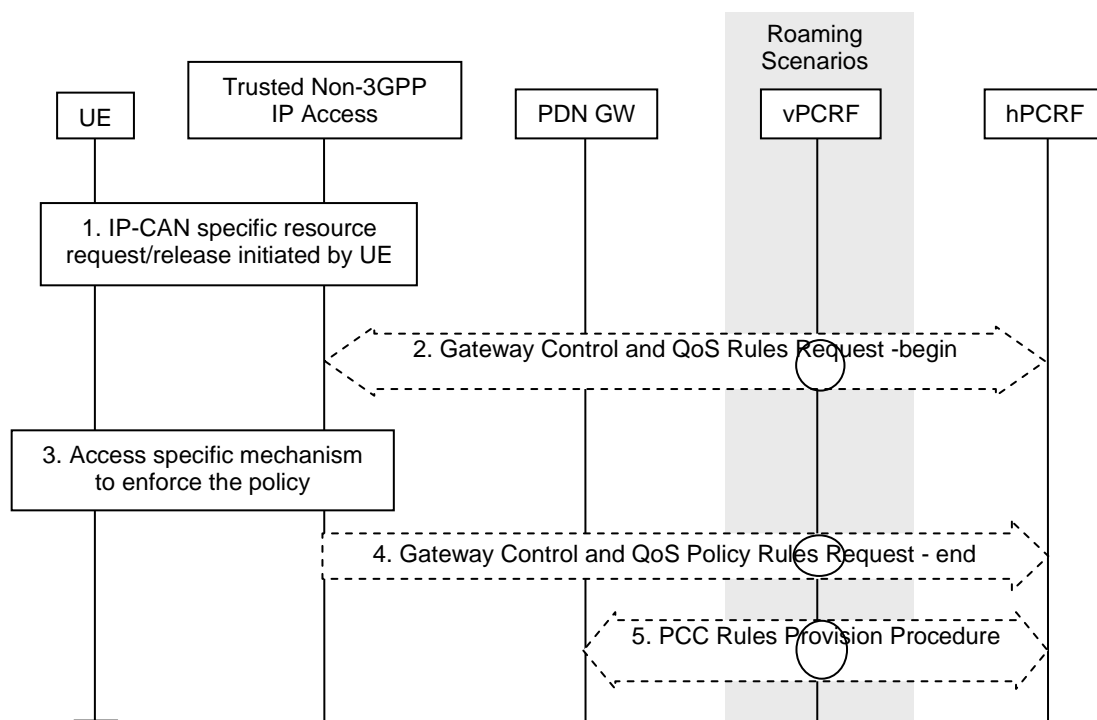 Roaming
Scenarios
Trusted Non-3GPP
IP Access
UE
PDN GW
vPCRF
hPCRF
1. IP-CAN specific resource
request/release initiated by UE
2. Gateway Control and QoS Rules Request -begin
3. Access specific mechanism
to enforce the policy
4. Gateway Control and QoS Policy Rules Request - end
5. PCC Rules Provision Procedure